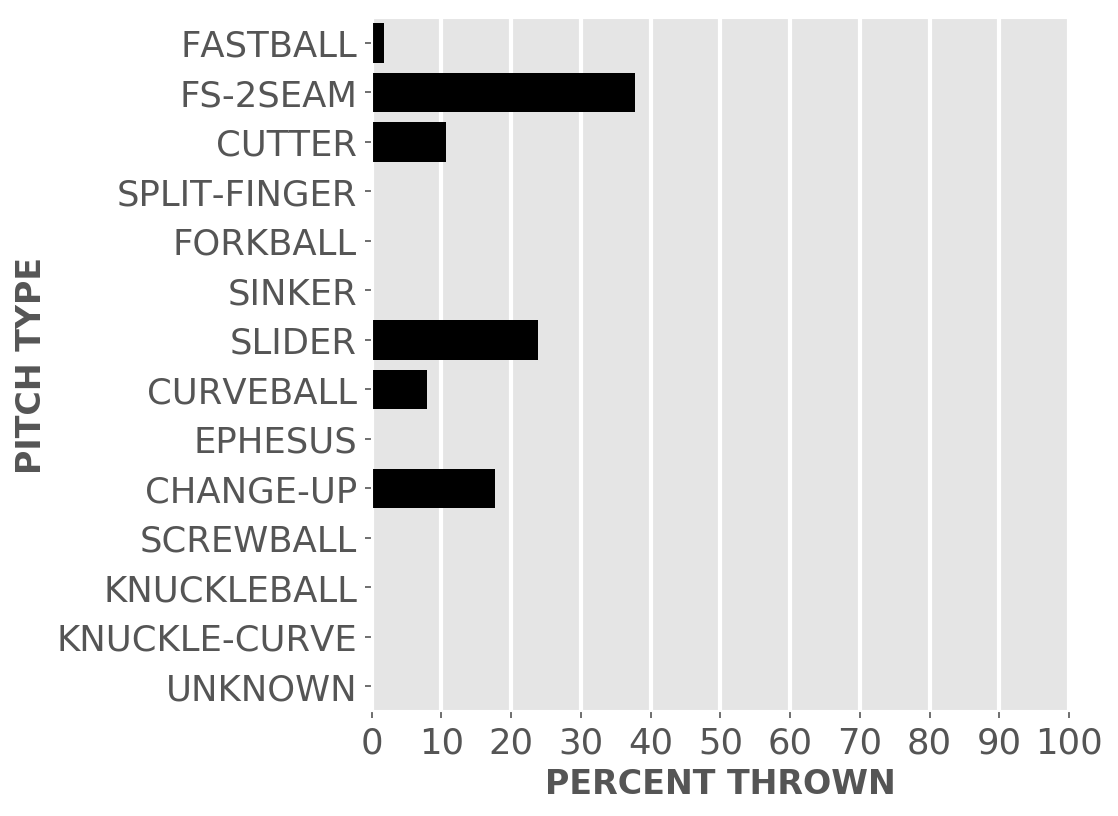 FASTBALL
FS-2SEAM
CUTTER
SPLIT-FINGER
FORKBALL
SINKER
SLIDER
CURVEBALL
EPHESUS
CHANGE-UP
SCREWBALL
KNUCKLEBALL
KNUCKLE-CURVE
UNKNOWN
PITCH TYPE
0 10 20 30 40 50 60 70 80 90 100
PERCENT THROWN